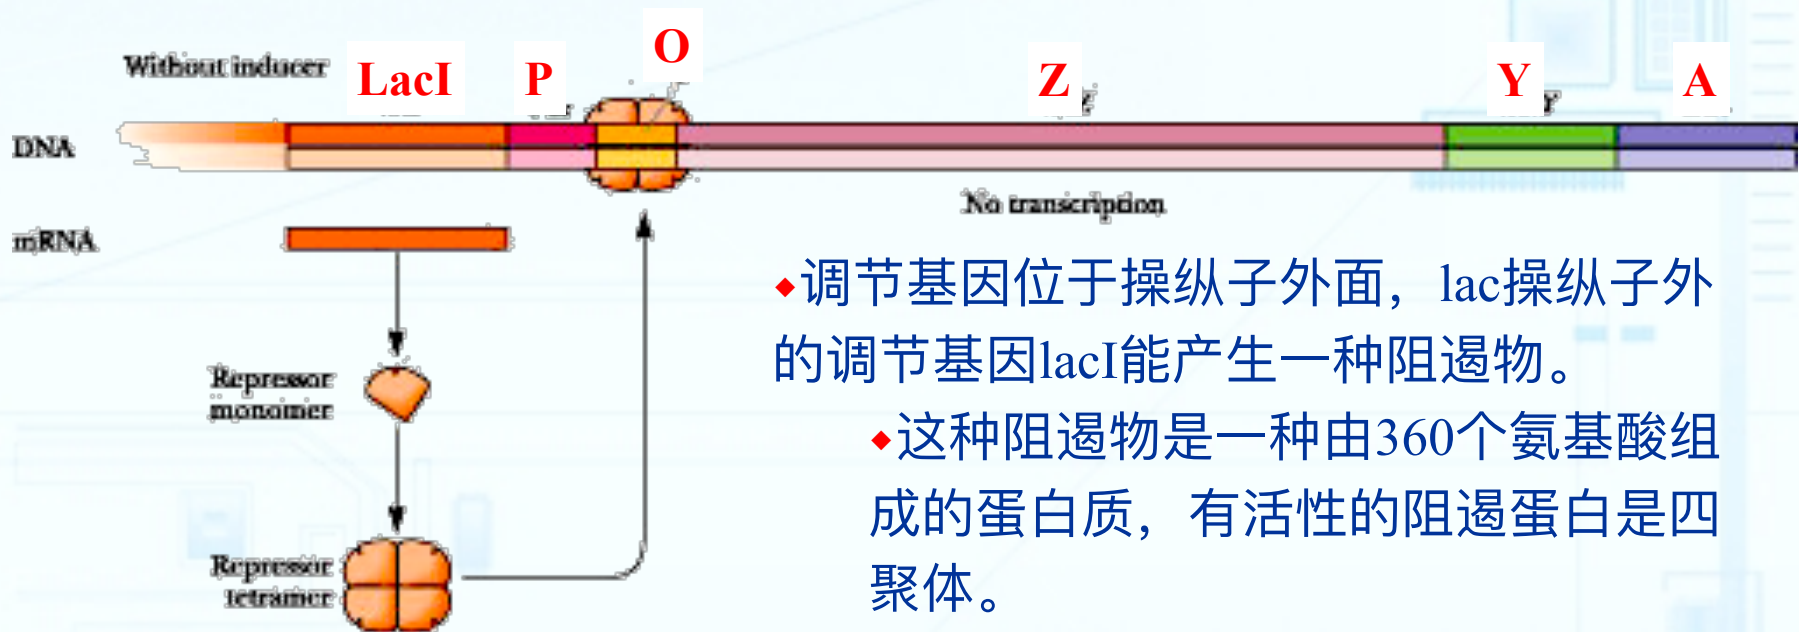 Without inducer
LacI
P
O
Z
Y
A
DNA
No transcription
mRNA
◆调节基因位于操纵子外面，lac操纵子外
的调节基因lacI能产生一种阻遏物。
Repressor
monomer
◆这种阻遏物是一种由360个氨基酸组
成的蛋白质，有活性的阻遏蛋白是四
聚体。
Repressor
tetramer